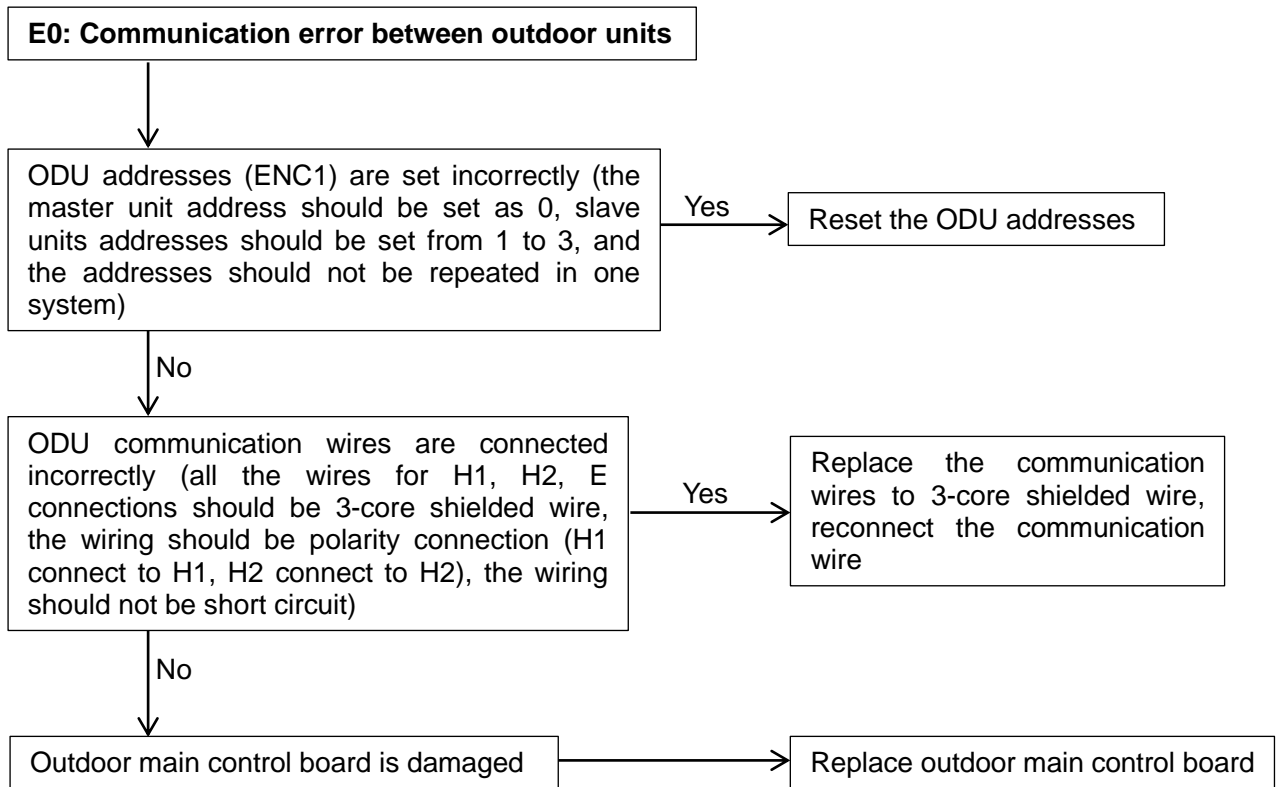 E0: Communication error between outdoor units
ODU addresses (ENC1) are set incorrectly (the
master unit address should be set as 0, slave
units addresses should be set from 1 to 3, and
the addresses should not be repeated in one
system)
Yes
Reset the ODU addresses
No
ODU communication wires are connected
incorrectly (all the wires for H1, H2, E
connections should be 3-core shielded wire,
the wiring should be polarity connection (H1
connect to H1, H2 connect to H2), the wiring
should not be short circuit)
Yes
Replace the communication
wires to 3-core shielded wire,
reconnect the communication
wire
No
Outdoor main control board is damaged
Replace outdoor main control board